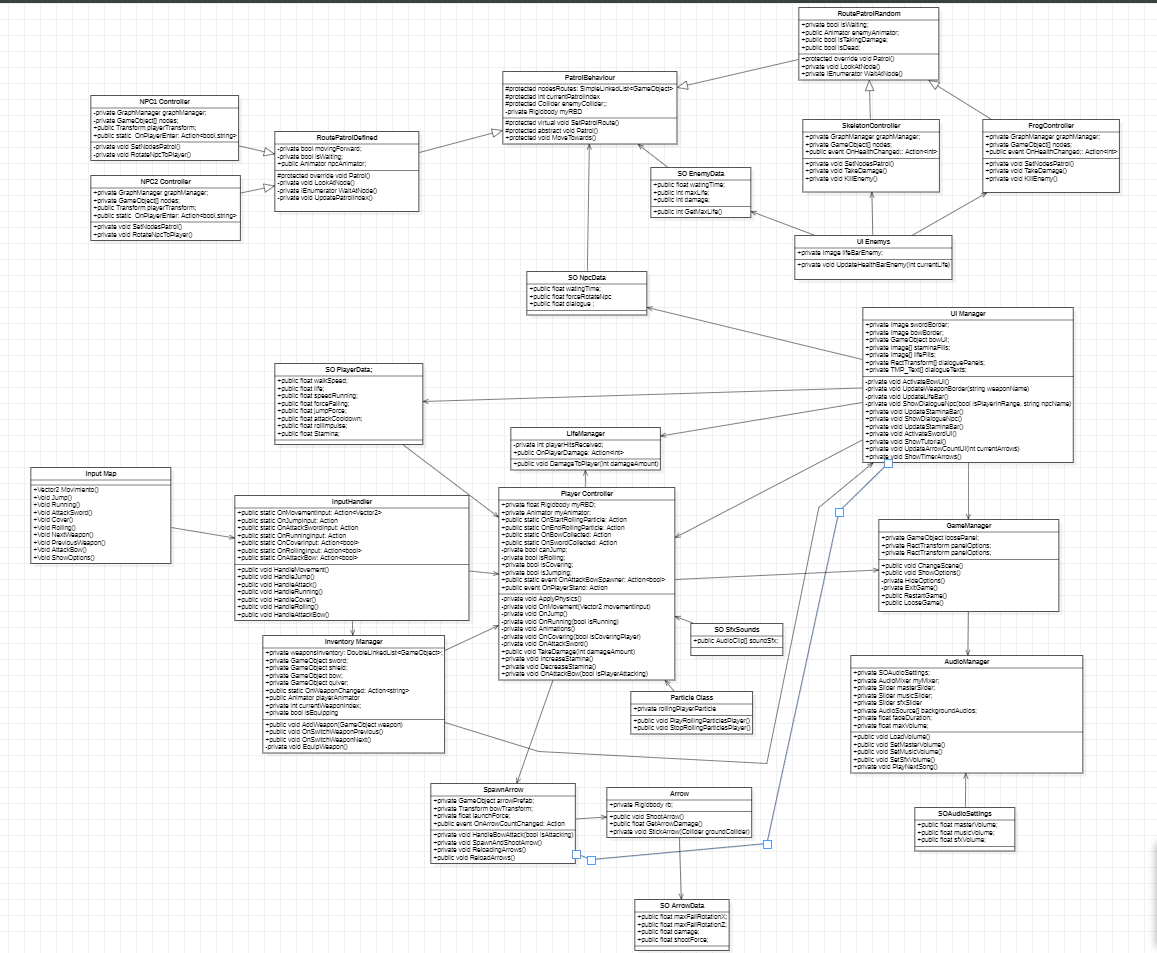 RoutePatrolRandom
+private bool isWaiting;
+public Animator enemyAnimator;
+public bool isTakingDamage;
+public bool isDead;
+protected override void Patrol()
+private void LookAtNode()
+private IEnumerator WaitAtNode()
PatrolBehaviour
#protected nodesRoutes: SimpleLinkedList<GameObject>
#protected int currentPatrolIndex
#protected Collider enemyCollider;;
-private Rigidbody myRBD
#protected virtual void SetPatrolRoute()
#protected abstract void Patrol()
#protected void MoveTowards()
NPC1 Controller
-private GraphManager graphManager;
-private GameObject[] nodes;
+public Transform playerTransform;
+public static  OnPlayerEnter: Action<bool,string>
-private void SetNodesPatrol()
-private void RotateNpcToPlayer()
RoutePatrolDefined
-private bool movingForward;
-private bool isWaiting;
+public Animator npcAnimator;
#protected override void Patrol()
-private void LookAtNode()
-private IEnumerator WaitAtNode()
-private void UpdatePatrolIndex()
NPC2 Controller
+private GraphManager graphManager;
+private GameObject[] nodes;
+public Transform playerTransform;
+public static  OnPlayerEnter: Action<bool,string>
+private void SetNodesPatrol()
+private void RotateNpcToPlayer()
SkeletonController
+private GraphManager graphManager;
+private GameObject[] nodes;
+public event OnHealthChanged;: Action<int>
+private void SetNodesPatrol()
+private void TakeDamage()
+private void KillEnemy()
FrogController
+private GraphManager graphManager;
+private GameObject[] nodes;
+public event OnHealthChanged;: Action<int>
+private void SetNodesPatrol()
+private void TakeDamage()
+private void KillEnemy()
SO EnemyData
+public float watingTime;
+public int maxLife;
+public int damage;
+public int GetMaxLife()
UI Enemys
+private Image lifeBarEnemy;
+private void UpdateHealthBarEnemy(int currentLife)
SO NpcData
+public float watingTime;
+public float forceRotateNpc
+public float dialogue ;
UI Manager
+private Image swordBorder;
+private Image bowBorder;
+private GameObject bowUI;
+private Image[] staminaFills;
+private Image[] lifeFills;
+private RectTransform[] dialoguePanels;
+private TMP_Text[] dialogueTexts;
-private void ActivateBowUI()
-private void UpdateWeaponBorder(string weaponName)
-private void UpdateLifeBar()
-private void ShowDialogueNpc(bool isPlayerInRange, string npcName)
+private void UpdateStaminaBar()
+private void ShowDialogueNpc()
+private void UpdateStaminaBar()
+private void ActivateSwordUI()
+private void ShowTutorial()
+private void UpdateArrowCountUI(int currentArrows)
+private void ShowTimerArrows()
SO PlayerData;
+public float walkSpeed;
+public float life;
+public float speedRunning;
+public float forceFalling;
+public float jumpForce;
+public float attackCooldown;
+public float rollImpulse;
+public float Stamina;
LifeManager
-private int playerHitsReceived;
+public OnPlayerDamage: Action<int>
+public void DamageToPlayer(int damageAmount)
Input Map
+Vector2 Movimiento()
+Void Jump()
+Void Running()
+Void AttackSword()
+Void Cover()
+Void Rolling()
+Void NextWeapon()
+Void PreviousWeapon()
+Void AttackBow()
+Void ShowOptions()
InputHandler
+public static OnMovementInput: Action<Vector2>
+public static OnJumpInput: Action
+public static OnAttackSwordInput: Action
+public static OnRunningInput: Action
+public static OnCoverInput: Action<bool>
+public static OnRollingInput: Action<bool>
+public static OnAttackBow: Action<bool>
+public void HandleMovement()
+public void HandleJump()
+public void HandleAttack()
+public void HandleRunning()
+public void HandleCover()
+public void HandleRolling()
+public void HandleAttackBow()
Player Controller
+private float Rigidbody myRBD;
+private Animator myAnimator;
+public static OnStartRollingParticle: Action
+public static OnEndRollingParticle: Action
+public static OnBowCollected: Action
+public static OnSwordCollected: Action
-private bool canJump;
-private bool isRolling;
+private bool isCovering;
+private bool isJumping;
+public static event OnAttackBowSpawner: Action<bool>
+public event OnPlayerStand: Action
-private void ApplyPhysics()
-private void OnMovement(Vector2 movementInput)
-private void OnJump()
-private void OnRunning(bool isRunning)
-private void Animations()
-private void OnCovering(bool isCoveringPlayer)
-private void OnAttackSword()
+public void TakeDamage(int damageAmount)
+private void IncreaseStamina()
+private void DecreaseStamina()
+private void OnAttackBow(bool isPlayerAttacking)
GameManager
+private GameObject loosePanel;
+private RectTransform panelOptions;
+private RectTransform panelOptions;
+public void ChangeScene()
+public void ShowOptions()
-private HideOptions()
-private ExitGame()
+public RestartGame()
+public LooseGame()
SO SfxSounds
+public AudioClip[] soundSfx;
Inventory Manager
+private weaponsInventory: DoubleLinkedList<GameObject>;
+private GameObject sword;
+private GameObject shield;
+private GameObject bow;
+private GameObject quiver;
+public static OnWeaponChanged: Action<string>
+public Animator playerAnimator
+private int currentWeaponIndex;
+private bool isEquipping
+public void AddWeapon(GameObject weapon)
+public void OnSwitchWeaponPrevious()
+public void OnSwitchWeaponNext()
-private void EquipWeapon()
Particle Class
+private rollingPlayerParticle
+public void PlayRollingParticlesPlayer()
+public void StopRollingParticlesPlayer()
AudioManager
+private SOAudioSettings;
+private AudioMixer myMixer;
+private Slider masterSlider;
+private Slider musicSlider;
+private Slider sfxSlider
+private AudioSource[] backgroundAudios;
+private float fadeDuration;
+private float maxVolume;
+public void LoadVolume()
+public void SetMasterVolume()
+public void SetMusicVolume()
+public void SetSfxVolume()
+private void PlayNextSong()
SpawnArrow
+private GameObject arrowPrefab;
+private Transform bowTransform;
+private float launchForce;
+public event OnArrowCountChanged: Action
+private void HandleBowAttack(bool isAttacking)
+private void SpawnAndShootArrow()
+private void ReloadingArrows()
+public void ReloadArrows()
Arrow
+private Rigidbody rb;
+public void ShootArrow()
+public float GetArrowDamage()
+private void StickArrow(Collider groundCollider)
SOAudioSettings
+public float masterVolume;
+public float musicVolume;
+public float sfxVolume;
SO ArrowData
+public float maxFallRotationX;
+public float maxFallRotationZ;
+public float damage;
+public float shootForce;